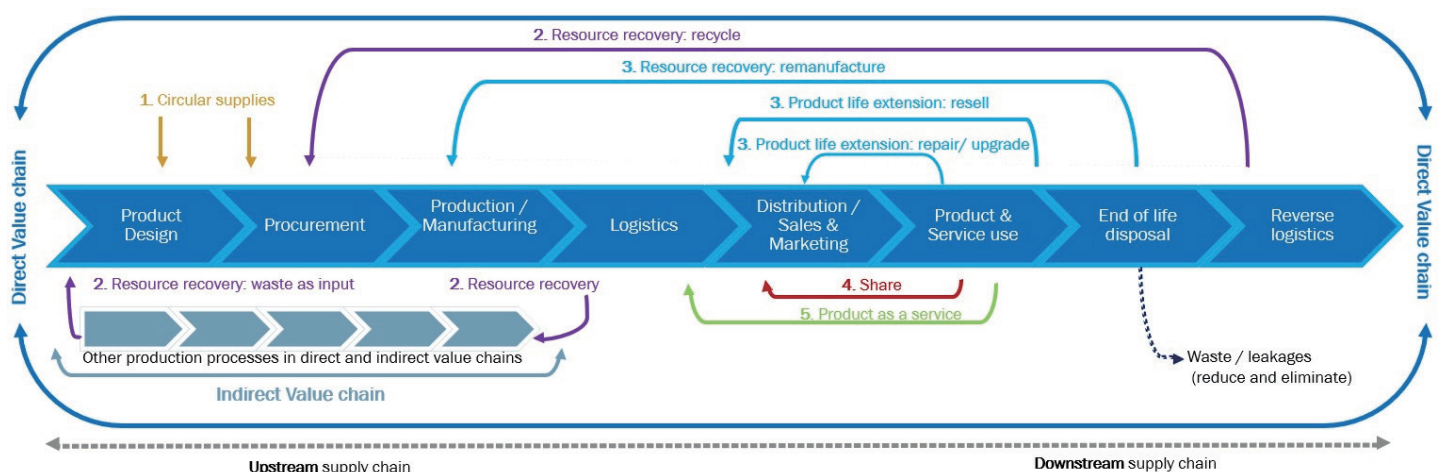 2. Resource recovery: recycle
3. Resource recovery: remanufacture
1. Circular supplies
3. Product life extension: resell
3. Product life extension: repair/ upgrade
Direct Value chain
Product
Design
Procurement
Production /
Manufacturing
Logistics
Distribution /
Sales &
Marketing
Product &
Service use
End of life
disposal
Reverse
logistics
Direct Value chain
2. Resource recovery: waste as input
2. Resource recovery
4. Share
5. Product as a service
Other production processes in direct and indirect value chains
Indirect Value chain
Waste / leakages
(reduce and eliminate)
Upstream supply chain
Downstream supply chain